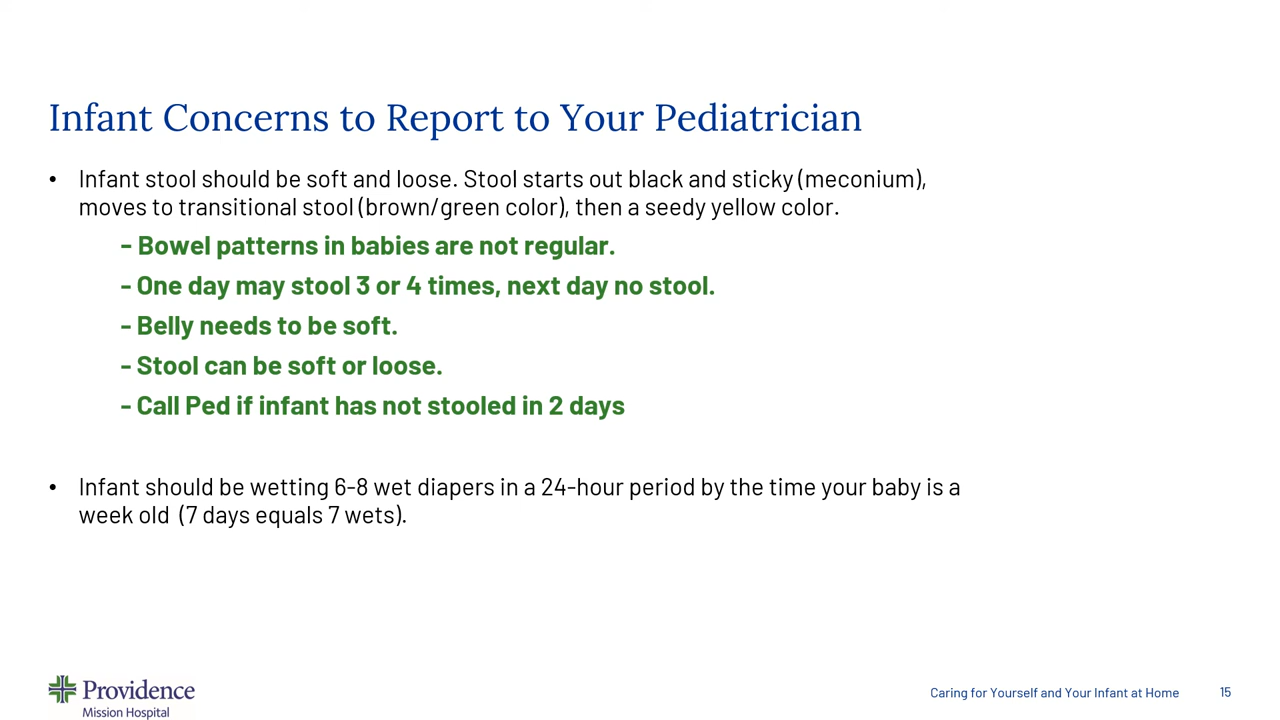 Infant Concerns to Report to Your Pediatrician
• Infant stool should be soft and loose. Stool starts out black and sticky (meconium),
moves to transitional stool (brown/green color), then a seedy yellow color.
- Bowel patterns in babies are not regular.
- One day may stool 3 or 4 times, next day no stool.
- Belly needs to be soft.
- Stool can be soft or loose.
- Call Ped if infant has not stooled in 2 days
• Infant should be wetting 6-8 wet diapers in a 24-hour period by the time your baby is a
week old (7 days equals 7 wets).
Providence
Mission Hospital
Caring for Yourself and Your Infant at Home 15